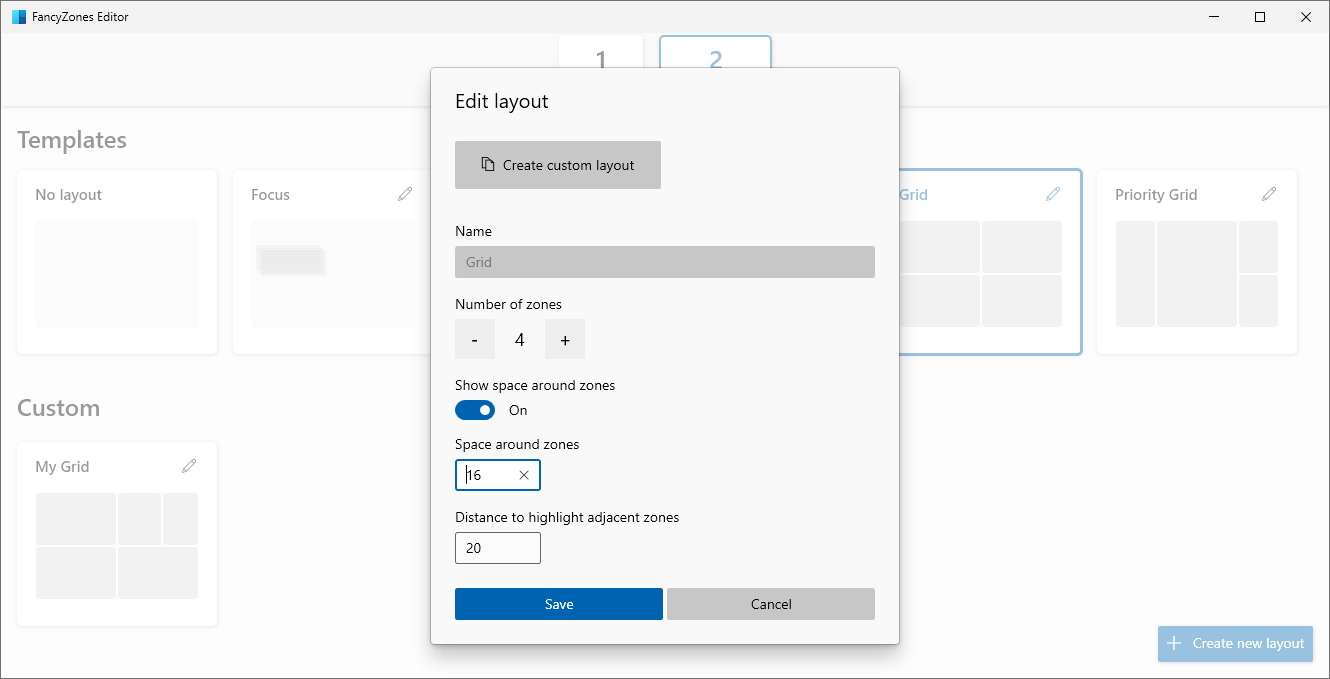 FancyZones Editor
1
2
Edit layout
Create custom layout
Name
Grid
Number of zones
- 4 +
Show space around zones
On
Space around zones
16
Distance to highlight adjacent zones
20
Save Cancel
Templates
No layout
Focus
Grid
Priority Grid
Custom
My Grid
Create new layout